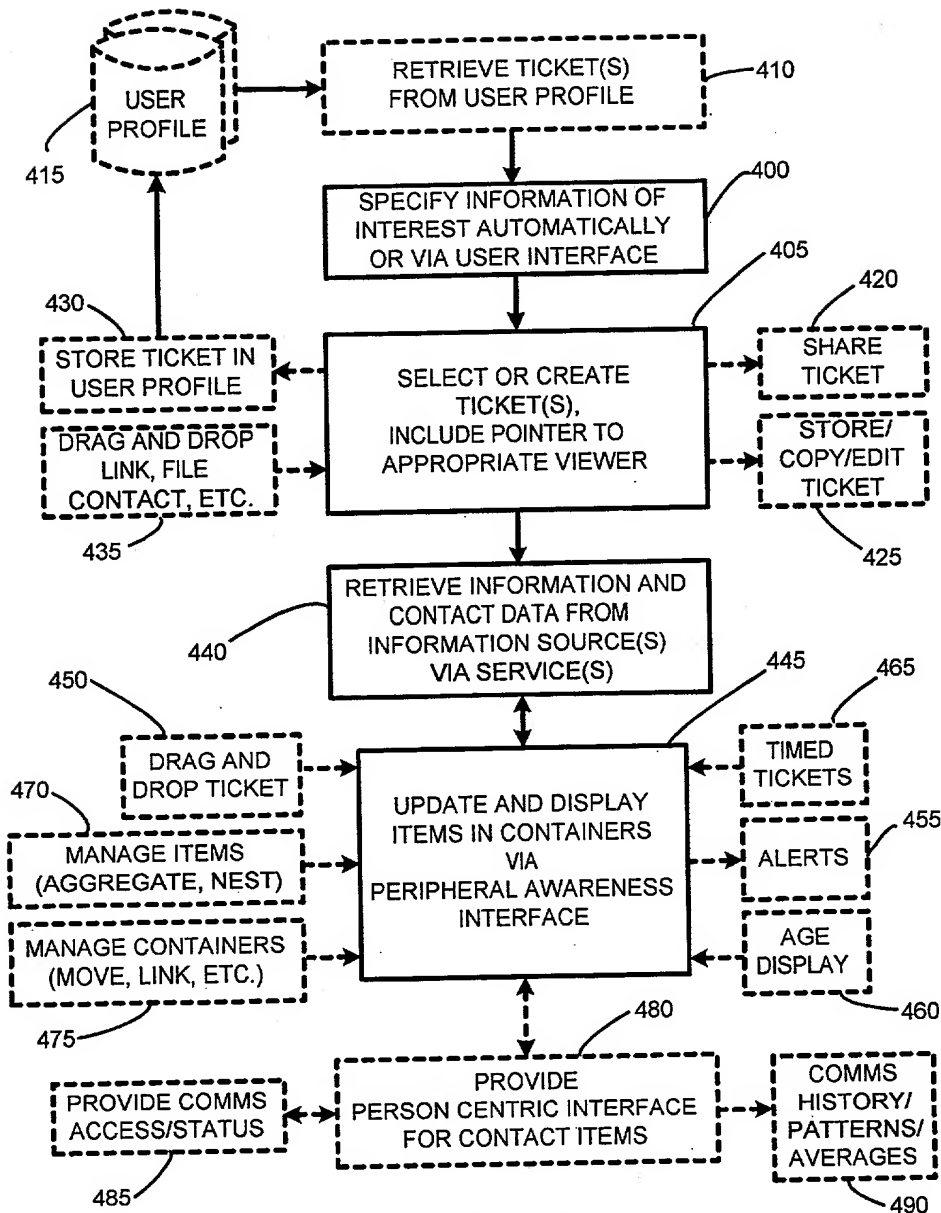 USER
PROFILE
415
RETRIEVE TICKET(S)
FROM USER PROFILE
410
SPECIFY INFORMATION OF
INTEREST AUTOMATICALLY
OR VIA USER INTERFACE
400
405
430
STORE TICKET IN
USER PROFILE
DRAG AND DROP
LINK, FILE
CONTACT, ETC.
435
SELECT OR CREATE
TICKET(S),
INCLUDE POINTER TO
APPROPRIATE VIEWER
420
SHARE
TICKET
STORE/
COPY/EDIT
TICKET
425
RETRIEVE INFORMATION AND
CONTACT DATA FROM
INFORMATION SOURCE(S)
VIA SERVICE(S)
440
445
450
DRAG AND
DROP TICKET
470
MANAGE ITEMS
(AGGREGATE, NEST)
MANAGE CONTAINERS
(MOVE, LINK, ETC.)
475
UPDATE AND DISPLAY
ITEMS IN CONTAINERS
VIA
PERIPHERAL AWARENESS
INTERFACE
465
TIMED
TICKETS
455
ALERTS
AGE
DISPLAY
460
480
PROVIDE
PERSON CENTRIC INTERFACE
FOR CONTACT ITEMS
PROVIDE COMMS
ACCESS/STATUS
485
COMMS
HISTORY/
PATTERNS/
AVERAGES
490